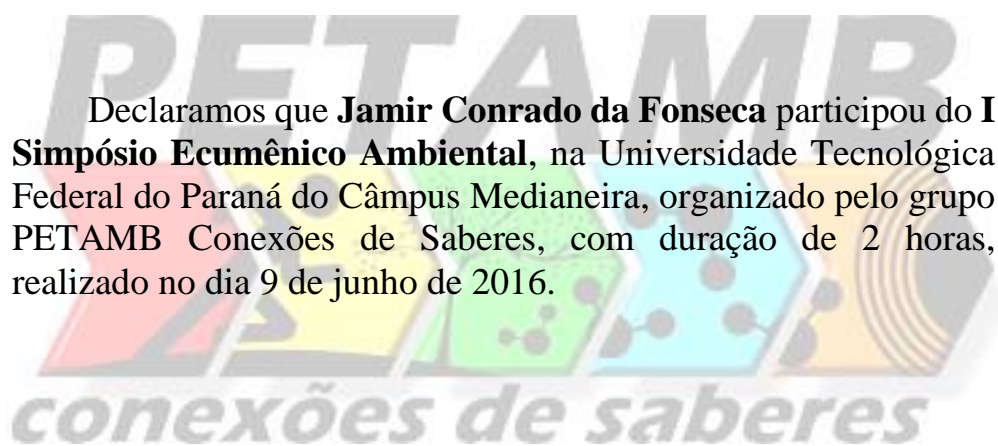 PETAMB
Declaramos que Jamir Conrado da Fonseca participou do I
Simpósio Ecumênico Ambiental, na Universidade Tecnológica
Federal do Paraná do Câmpus Medianeira, organizado pelo grupo
PETAMB Conexões de Saberes, com duração de 2 horas,
realizado no dia 9 de junho de 2016.
conexões de saberes